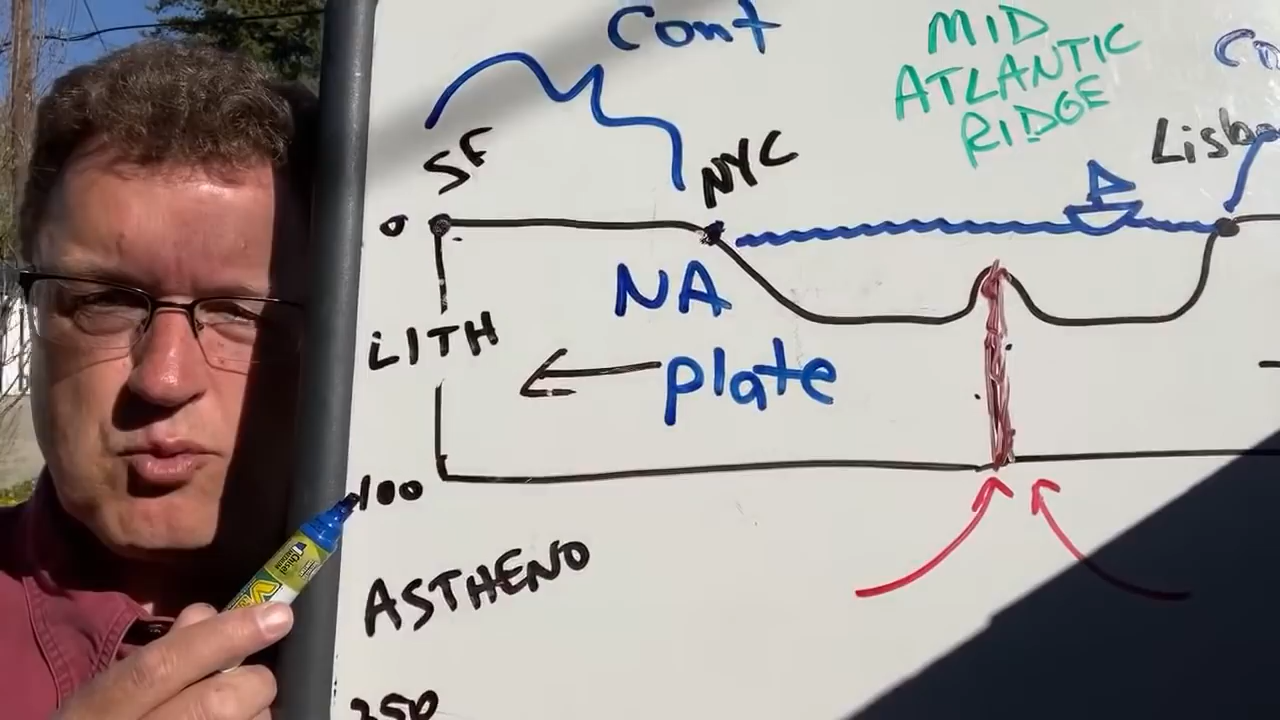 Cont
MID
ATLANTIC
RIDGE
SF
NYC
0
NA
LITH
plate
100
ASTHENO